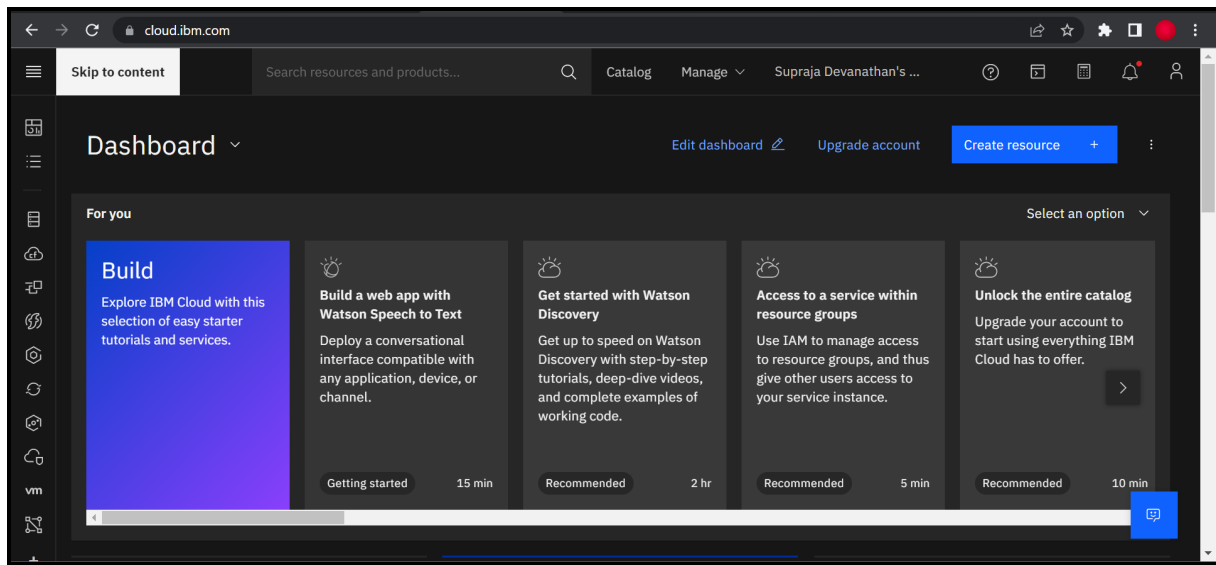 cloud.ibm.com
Skip to content
Search resources and products...
Catalog
Manage
Supraja Devanathan's ...
Dashboard
Edit dashboard
Upgrade account
Create resource +
For you
Select an option
Build
Explore IBM Cloud with this
selection of easy starter
tutorials and services.
Build a web app with
Watson Speech to Text
Deploy a conversational
interface compatible with
any application, device, or
channel.
Getting started
15 min
Get started with Watson
Discovery
Get up to speed on Watson
Discovery with step-by-step
tutorials, deep-dive videos,
and complete examples of
working code.
Recommended
2 hr
Access to a service within
resource groups
Use IAM to manage access
to resource groups, and thus
give other users access to
your service instance.
Recommended
5 min
Unlock the entire catalog
Upgrade your account to
start using everything IBM
Cloud has to offer.
Recommended
10 min
cf
vm